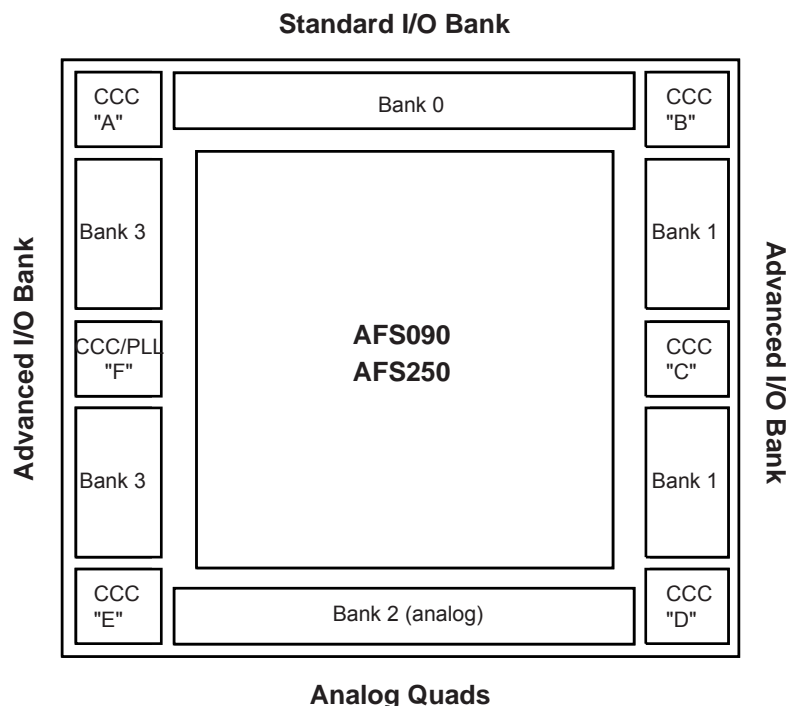 Standard I/O Bank
CCC
"A"
Bank 0
CCC
"B"
Bank 3
Bank 1
Advanced I/O Bank
CCC/PLL
"F"
AFS090
AFS250
CCC
"C"
Advanced I/O Bank
Bank 3
Bank 1
CCC
"E"
Bank 2 (analog)
CCC
"D"
Analog Quads